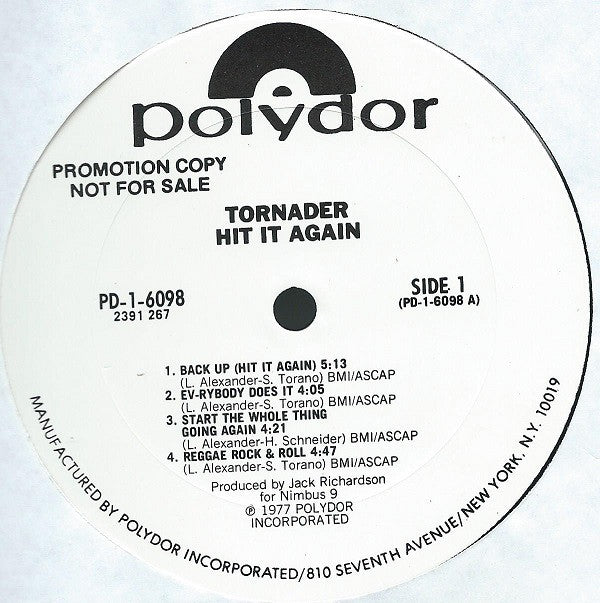 polydor
PROMOTION COPY
NOT FOR SALE
TORNADER
HIT IT AGAIN
PD-1-6098
2391 267
SIDE 1
(PD-1-6098 A)
1. BACK UP (HIT IT AGAIN) 5:13
(L. Alexander-S. Torano) BMI/ASCAP
2. EV-RYBODY DOES IT 4:05
(L. Alexander-S. Torano) BMI/ASCAP
3. START THE WHOLE THING
GOING AGAIN 4:21
(L. Alexander-H. Schneider) BMI/ASCAP
4. REGGAE ROCK & ROLL 4:47
(L. Alexander-S. Torano) BMI/ASCAP
Produced by Jack Richardson
for Nimbus 9
℗ 1977 POLYDOR
INCORPORATED
MANUFACTURED BY POLYDOR INCORPORATED/810 SEVENTH AVENUE/NEW YORK, N.Y. 10019